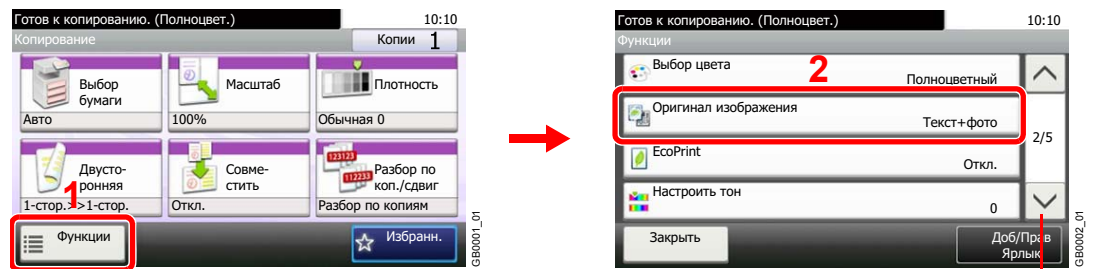 Готов к копированию. (Полноцвет.)
10:10
Копирование
Копии 1
Выбор
бумаги
Авто
Масштаб
100%
Плотность
Обычная 0
Двусто-
ронняя
1-стор.>>1-стор.
Совме-
стить
Откл.
123123
112233
Разбор по
коп./сдвиг
Разбор по копиям
1
Функции
Избранн.
GB0001_01
Готов к копированию. (Полноцвет.)
10:10
Функции
Выбор цвета
Полноцветный
2
Оригинал изображения
Текст+фото
EcoPrint
Откл.
Настроить тон
0
2/5
Закрыть
Доб/Прав
Ярлык
GB0002_01